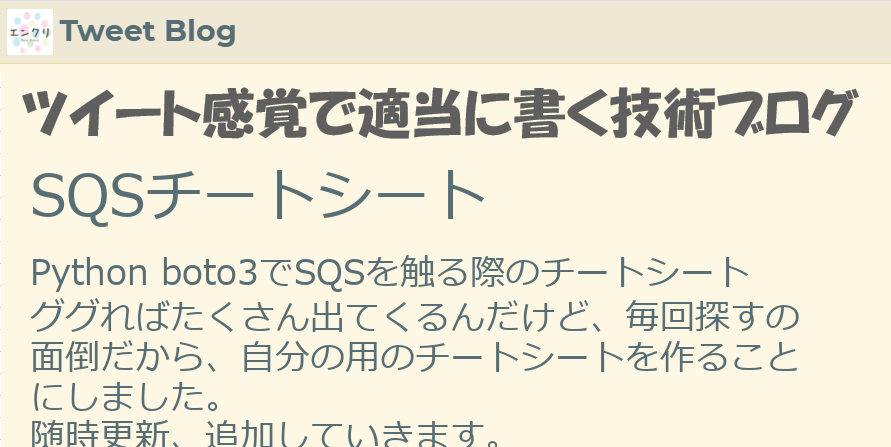 エンクリ
Tweet Blog
ツイート感覚で適当に書く技術ブログ
SQSチートシート
Python boto3でSQSを触る際のチートシート
ググればたくさん出てくるんだけど、毎回探すの
面倒だから、自分の用のチートシートを作ること
にしました。
随時更新、追加していきます。